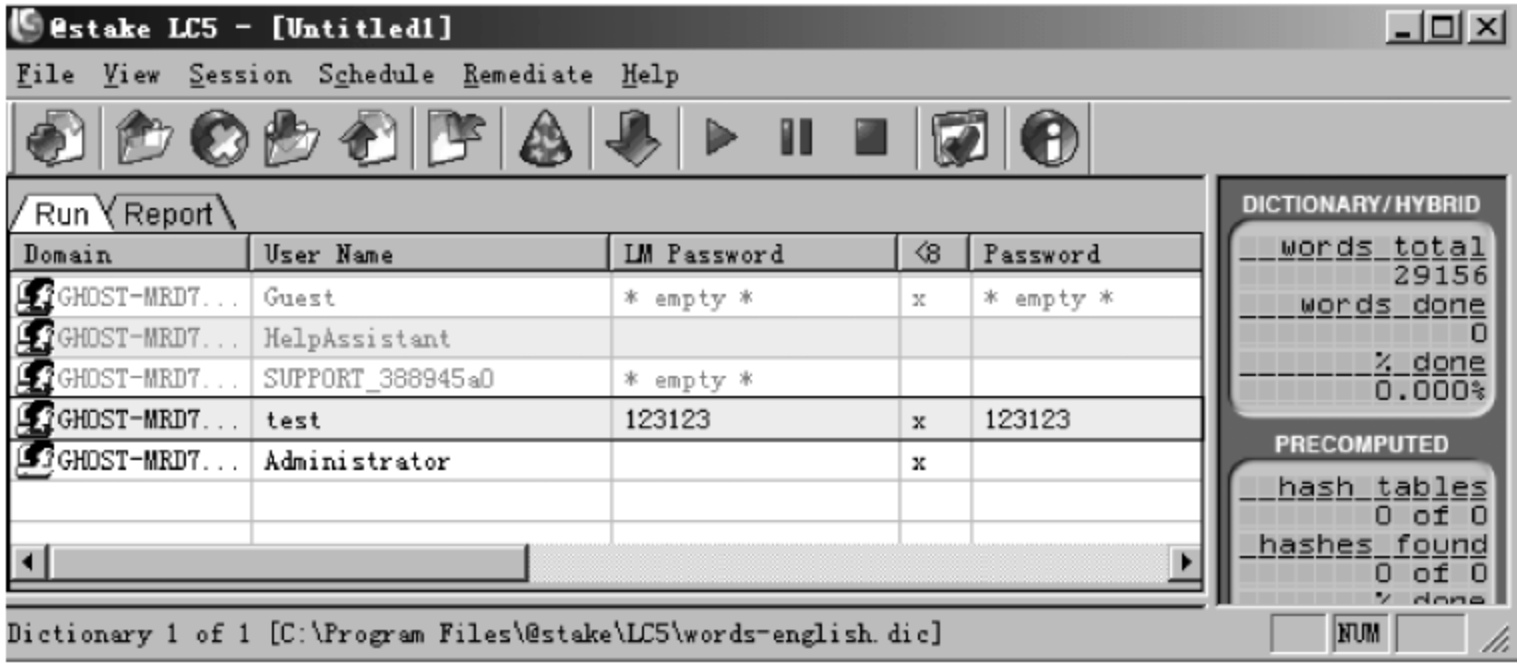 @stake LC5 - [Untitled1]
File View Session Schedule Remediate Help
Run Report
Domain User Name LM Password <8 Password
GHOST-MRD7... Guest * empty * x * empty *
GHOST-MRD7... HelpAssistant
GHOST-MRD7... SUPPORT_388945a0 * empty *
GHOST-MRD7... test 123123 x 123123
GHOST-MRD7... Administrator x
DICTIONARY/HYBRID
words total
29156
words done
0
% done
0.000%
PRECOMPUTED
hash tables
0 of 0
hashes found
0 of 0
% done
Dictionary 1 of 1 [C:\Program Files\@stake\LC5\words-english.dic]
NUM